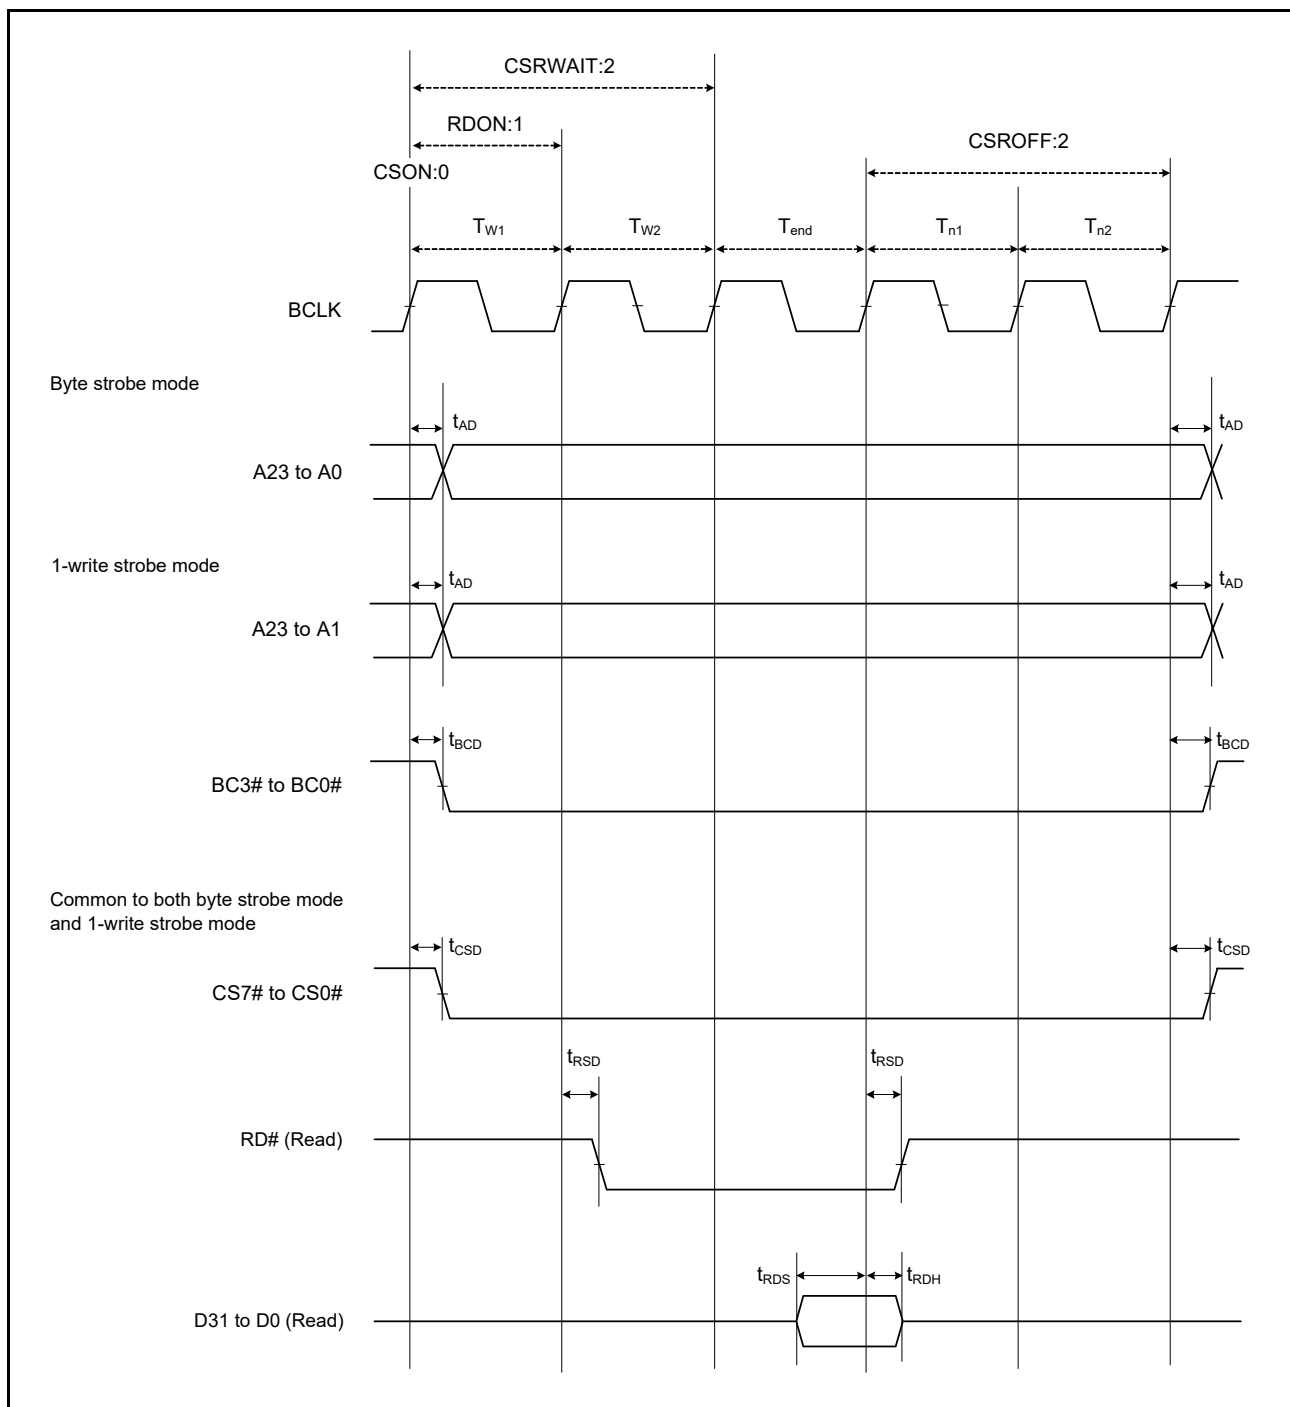 CSRWAIT:2
RDON:1
CSROFF:2
CSON:0
TW1 TW2 Tend Tn1 Tn2
BCLK
Byte strobe mode
tAD tAD
A23 to A0
1-write strobe mode
tAD tAD
A23 to A1
tBCD tBCD
BC3# to BC0#
Common to both byte strobe mode
and 1-write strobe mode
tCSD tCSD
CS7# to CS0#
tRSD tRSD
RD# (Read)
tRDS tRDH
D31 to D0 (Read)